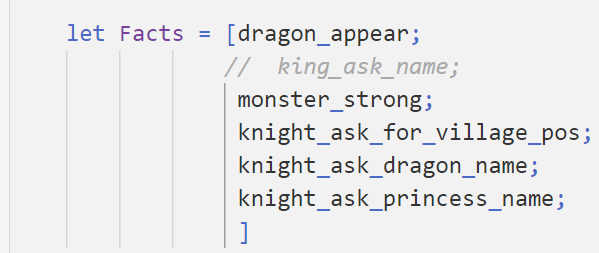 let Facts = [dragon_appear;
// king_ask_name;
monster_strong;
knight_ask_for_village_pos;
knight_ask_dragon_name;
knight_ask_princess_name;
]